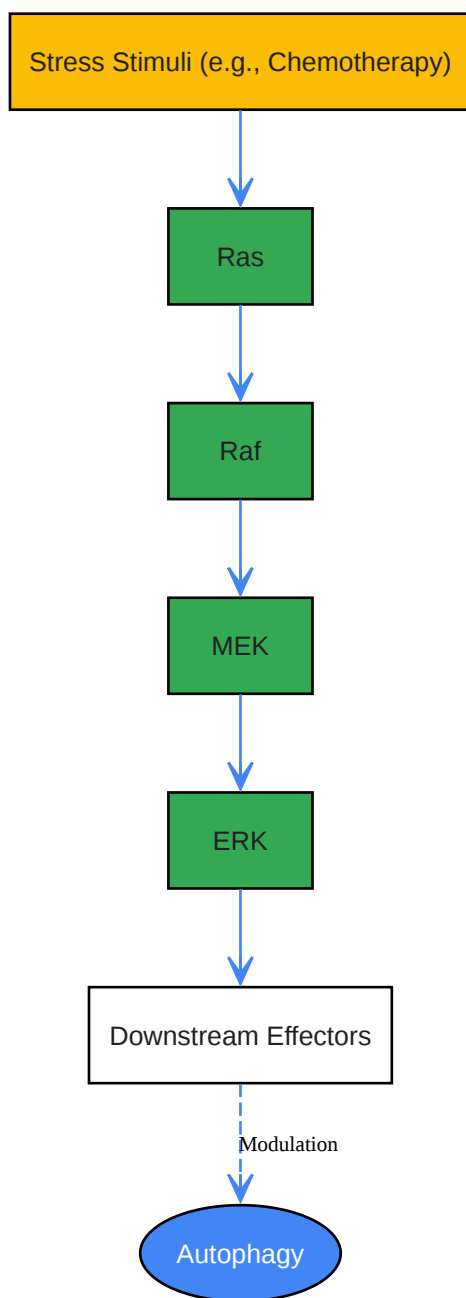 Stress Stimuli (e.g., Chemotherapy)
Ras
Raf
MEK
ERK
Downstream Effectors
Modulation
Autophagy